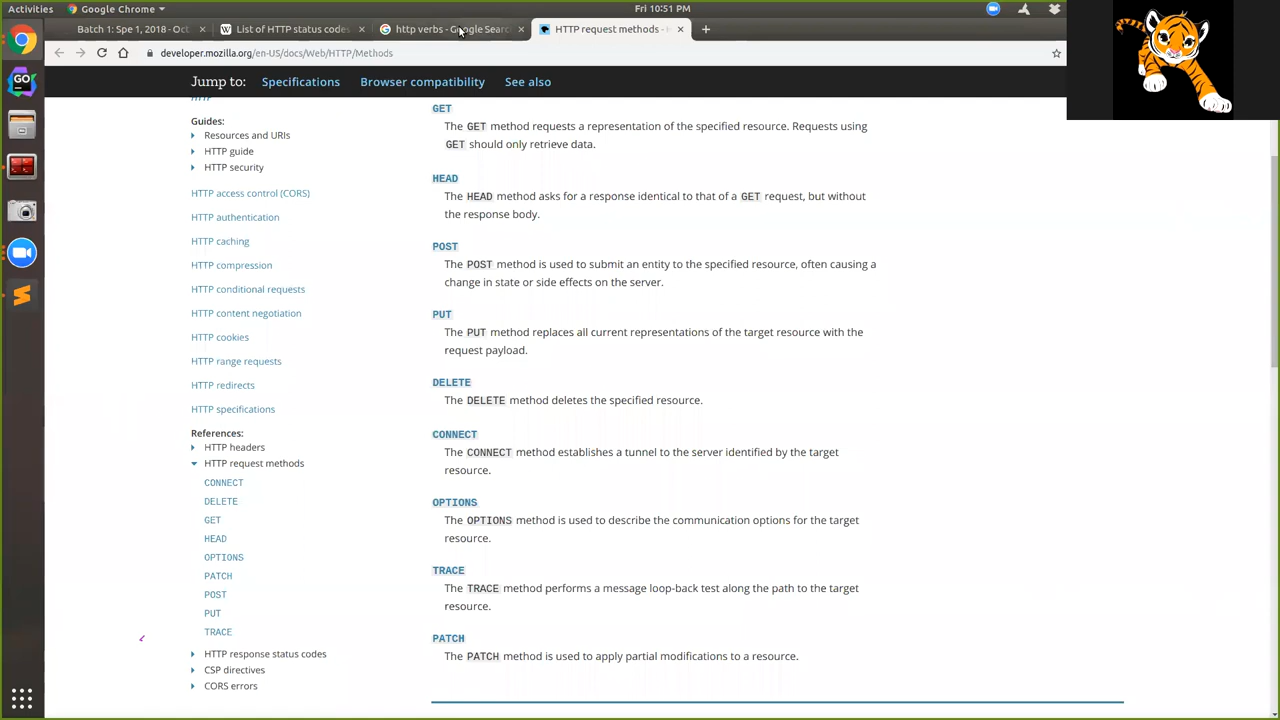 Activities
Google Chrome
Fri 10:51 PM
Batch 1: Spe 1, 2018 - Oct
List of HTTP status codes
http verbs - Google Search
HTTP request methods -
developer.mozilla.org/en-US/docs/Web/HTTP/Methods
Jump to: Specifications Browser compatibility See also
HTTP
Guides:
Resources and URIs
HTTP guide
HTTP security
HTTP access control (CORS)
HTTP authentication
HTTP caching
HTTP compression
HTTP conditional requests
HTTP content negotiation
HTTP cookies
HTTP range requests
HTTP redirects
HTTP specifications
References:
HTTP headers
HTTP request methods
CONNECT
DELETE
GET
HEAD
OPTIONS
PATCH
POST
PUT
TRACE
HTTP response status codes
CSP directives
CORS errors
GET
The GET method requests a representation of the specified resource. Requests using
GET should only retrieve data.
HEAD
The HEAD method asks for a response identical to that of a GET request, but without
the response body.
POST
The POST method is used to submit an entity to the specified resource, often causing a
change in state or side effects on the server.
PUT
The PUT method replaces all current representations of the target resource with the
request payload.
DELETE
The DELETE method deletes the specified resource.
CONNECT
The CONNECT method establishes a tunnel to the server identified by the target
resource.
OPTIONS
The OPTIONS method is used to describe the communication options for the target
resource.
TRACE
The TRACE method performs a message loop-back test along the path to the target
resource.
PATCH
The PATCH method is used to apply partial modifications to a resource.
GO